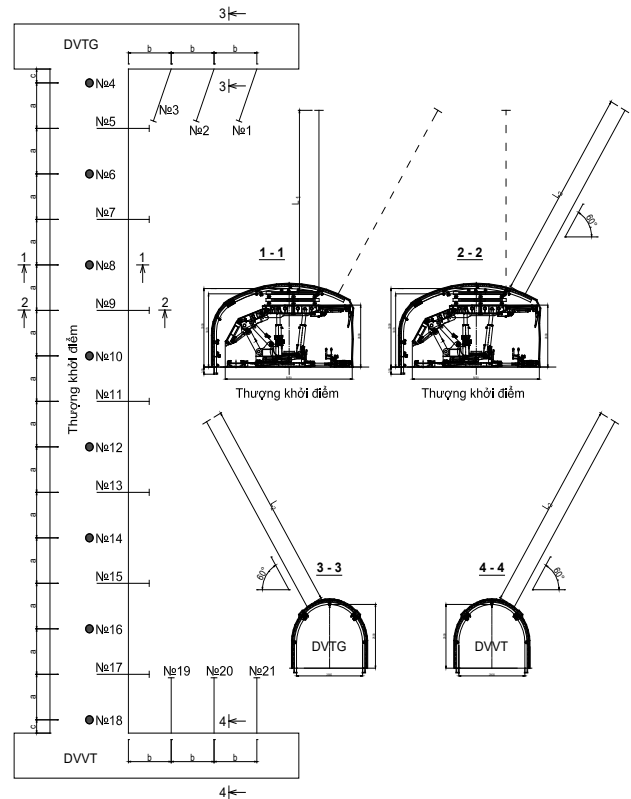 3
DVTG
b b b
3
c
№4
№3
№2
№1
a
№5
a
№6
a
№7
L₁
L₂
60°
a
1 1
№8
1 - 1
2 - 2
a
2 2
№9
Thượng khởi điểm
a
№10
Thượng khởi điểm
Thượng khởi điểm
a
№11
a
№12
a
№13
a
№14
60°
60°
3 - 3
4 - 4
a
№15
a
№16
DVTG
DVVT
a
№17
№19
№20
№21
a
№18
4
c
DVVT
b b b
4